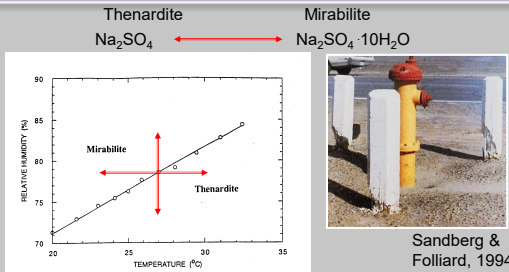 Thenardite Mirabilite
Na₂SO₄ Na₂SO₄·10H₂O
90
85
80
75
70
RELATIVE HUMIDITY (%)
Mirabilite
Thenardite
20 25 30 35
TEMPERATURE (°C)
Sandberg &
Folliard, 1994